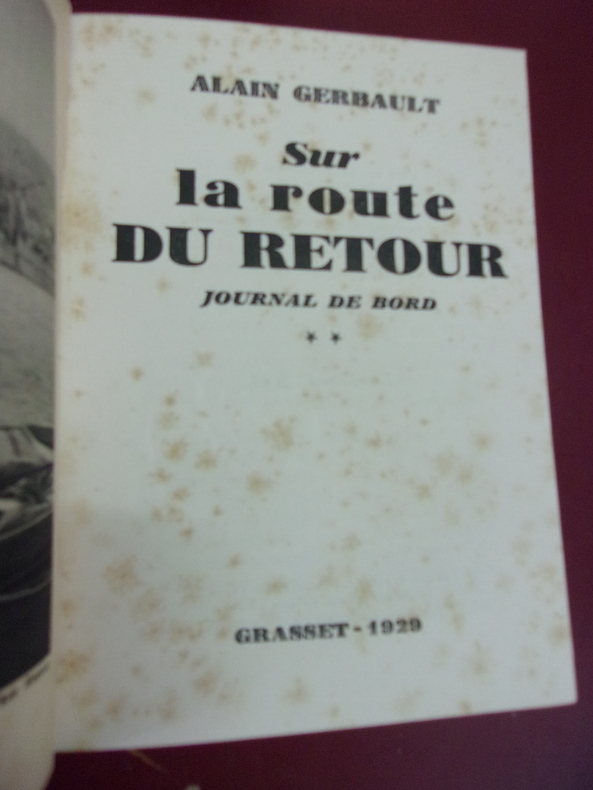 ALAIN GERBAULT
Sur
la route
DU RETOUR
JOURNAL DE BORD
★ ★
GRASSET - 1929